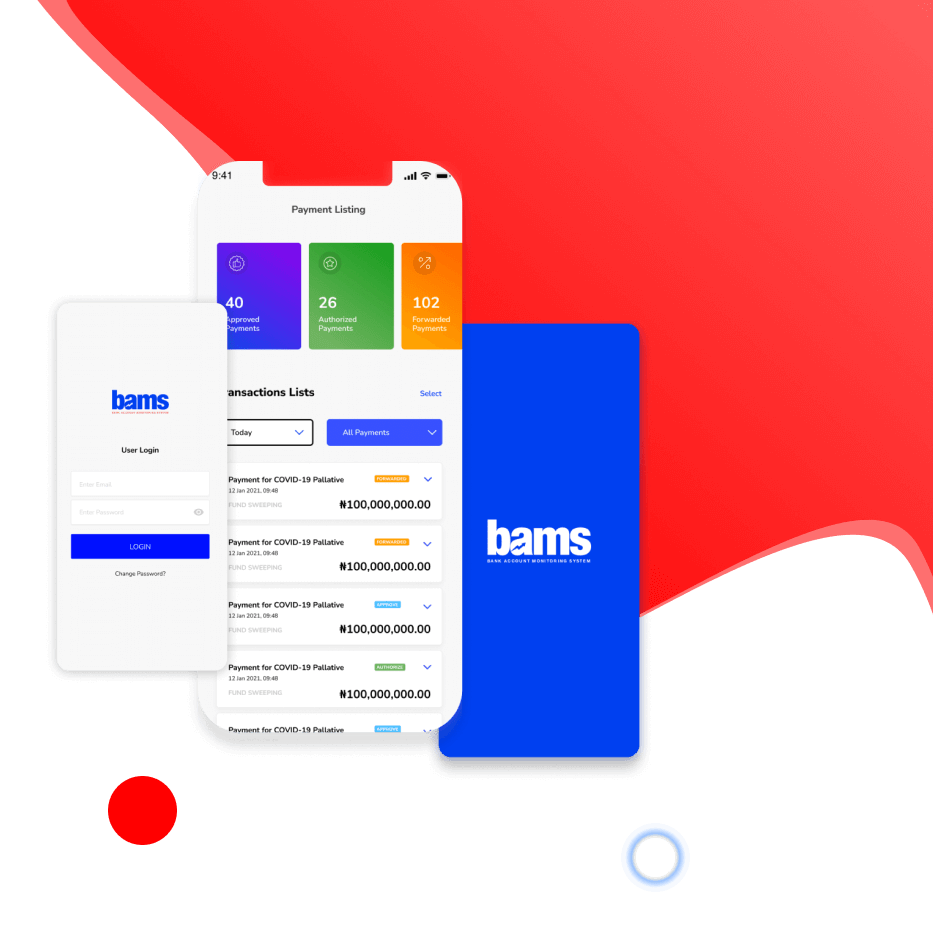 9:41
Payment Listing
40
Approved
Payments
26
Authorized
Payments
102
Forwarded
Payments
ransactions Lists
Select
Today
All Payments
Payment for COVID-19 Pallative
FORWARDED
12 Jan 2021, 09:48
FUND SWEEPING
₦100,000,000.00
Payment for COVID-19 Pallative
FORWARDED
12 Jan 2021, 09:48
FUND SWEEPING
₦100,000,000.00
Payment for COVID-19 Pallative
APPROVE
12 Jan 2021, 09:48
FUND SWEEPING
₦100,000,000.00
Payment for COVID-19 Pallative
AUTHORIZE
12 Jan 2021, 09:48
FUND SWEEPING
₦100,000,000.00
Payment for COVID-19 Pallative
APPROVE
bams
BANK ACCOUNT MONITORING SYSTEM
User Login
Enter Email
Enter Password
LOGIN
Change Password?
bams
BANK ACCOUNT MONITORING SYSTEM